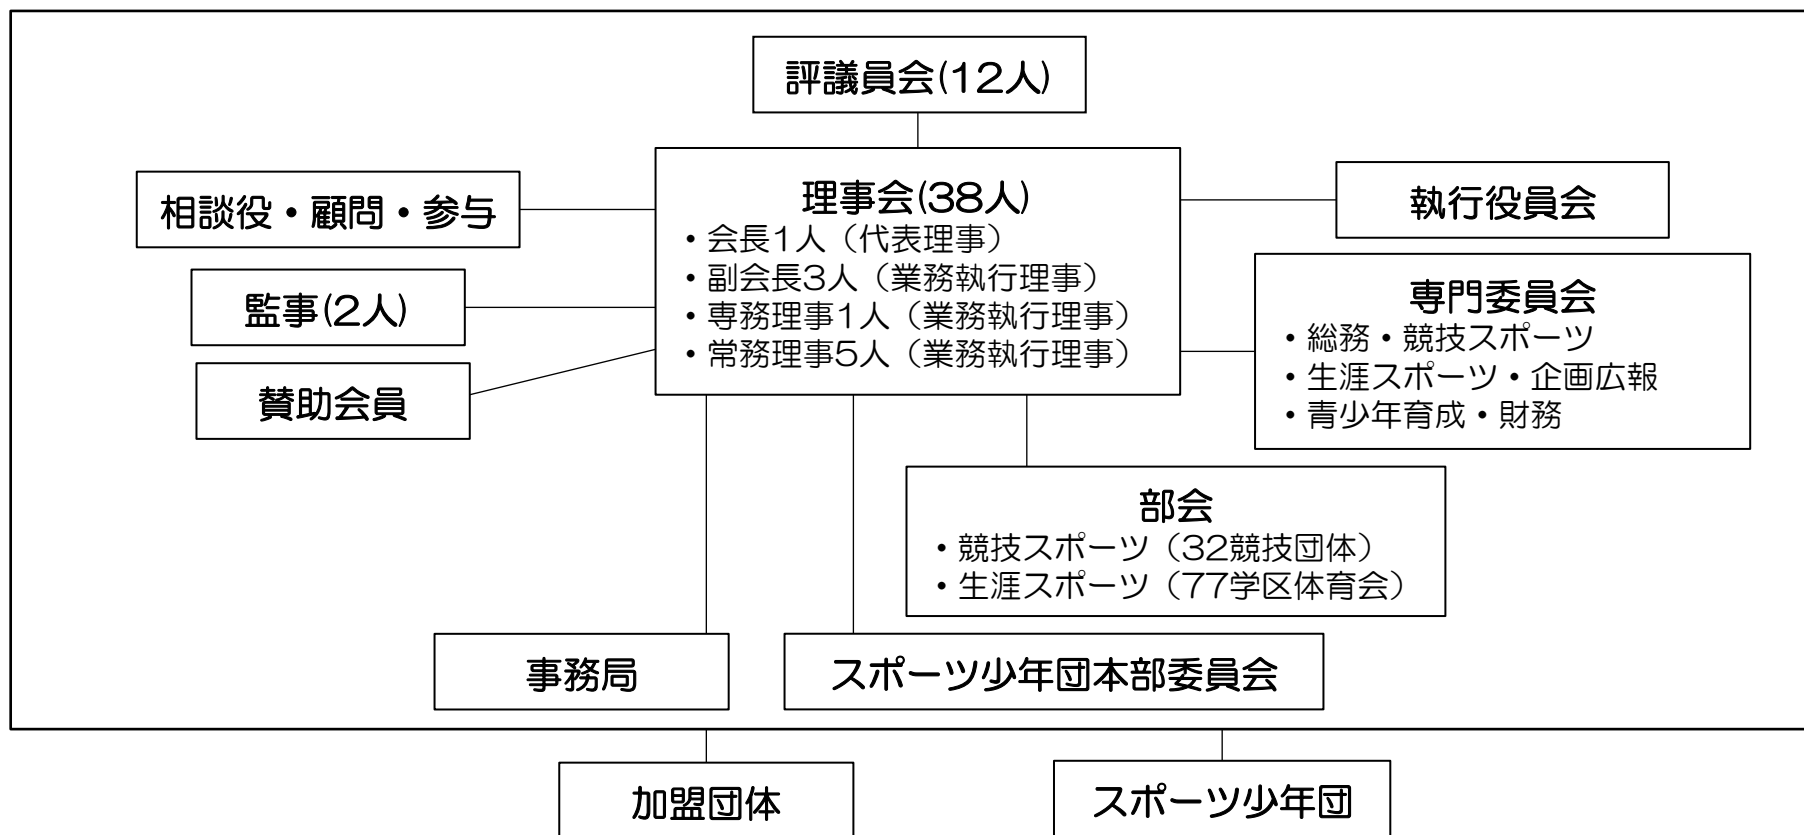 評議員会(12人)
相談役・顧問・参与
監事(2人)
賛助会員
理事会(38人)
・会長1人（代表理事）
・副会長3人（業務執行理事）
・専務理事1人（業務執行理事）
・常務理事5人（業務執行理事）
執行役員会
専門委員会
・総務・競技スポーツ
・生涯スポーツ・企画広報
・青少年育成・財務
部会
・競技スポーツ（32競技団体）
・生涯スポーツ（77学区体育会）
事務局
スポーツ少年団本部委員会
加盟団体
スポーツ少年団